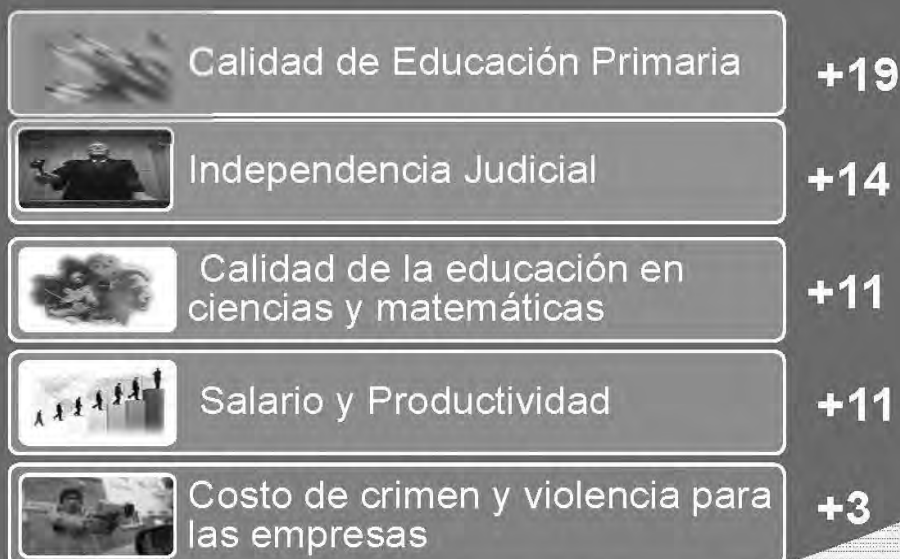 Calidad de Educación Primaria
+19
Independencia Judicial
+14
Calidad de la educación en
ciencias y matemáticas
+11
Salario y Productividad
+11
Costo de crimen y violencia para
las empresas
+3